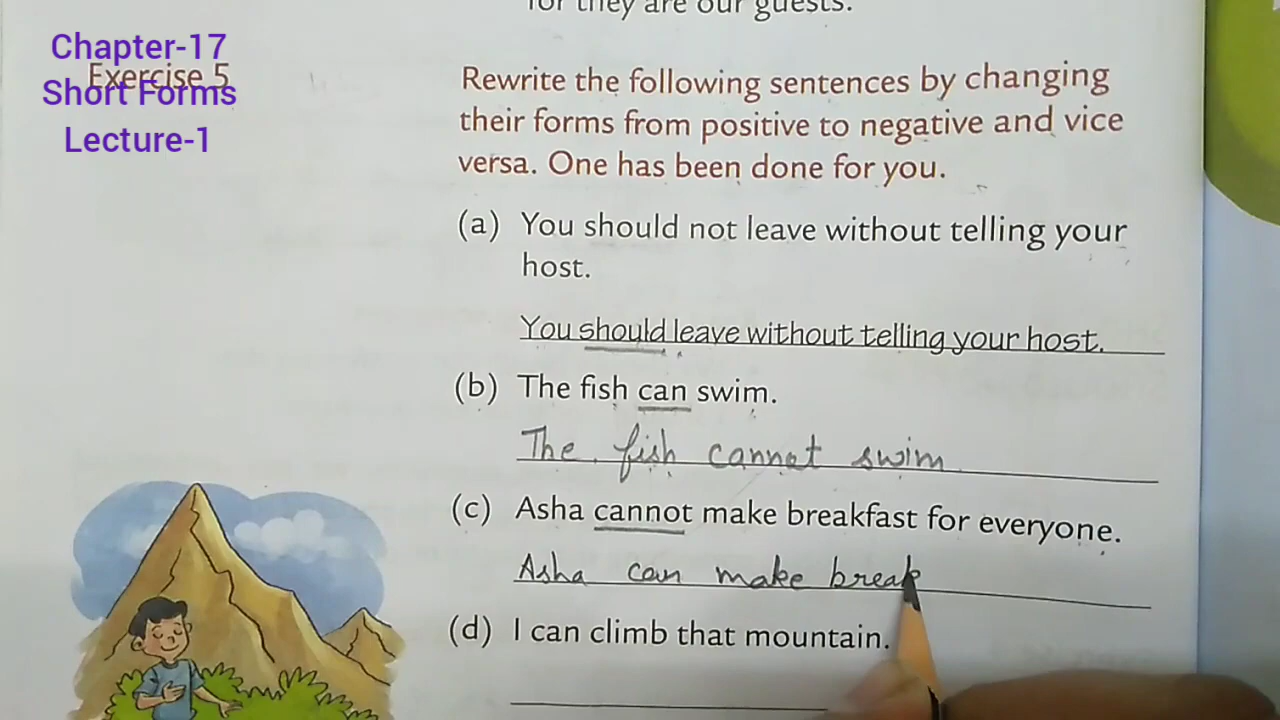 for they are our guests.
Chapter-17
Exercise 5
Short Forms
Lecture-1
Rewrite the following sentences by changing
their forms from positive to negative and vice
versa. One has been done for you.
(a) You should not leave without telling your
host.
You should leave without telling your host.
(b) The fish can swim.
The fish cannot swim
(c) Asha cannot make breakfast for everyone.
Asha can make break
(d) I can climb that mountain.